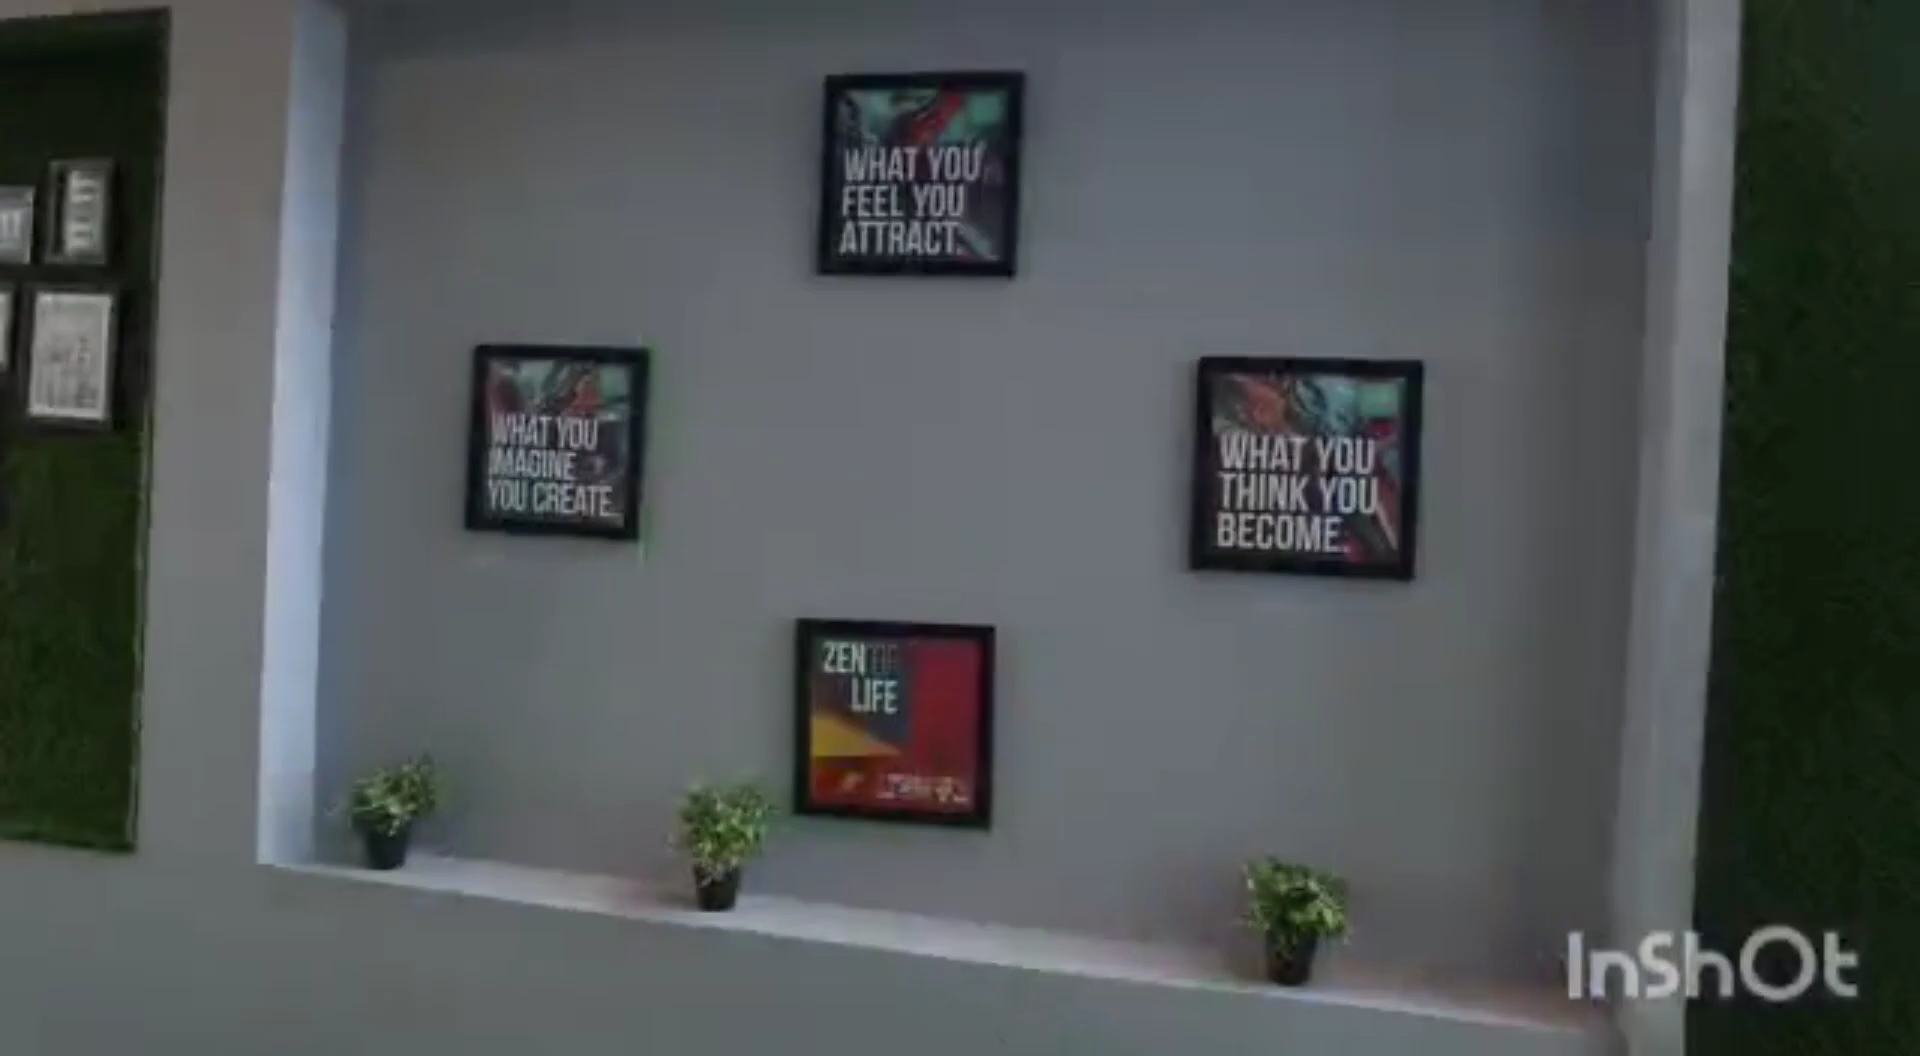 WHAT YOU
FEEL YOU
ATTRACT.
WHAT YOU
IMAGINE
YOU CREATE.
WHAT YOU
THINK YOU
BECOME.
ZEN
LIFE
InShOt